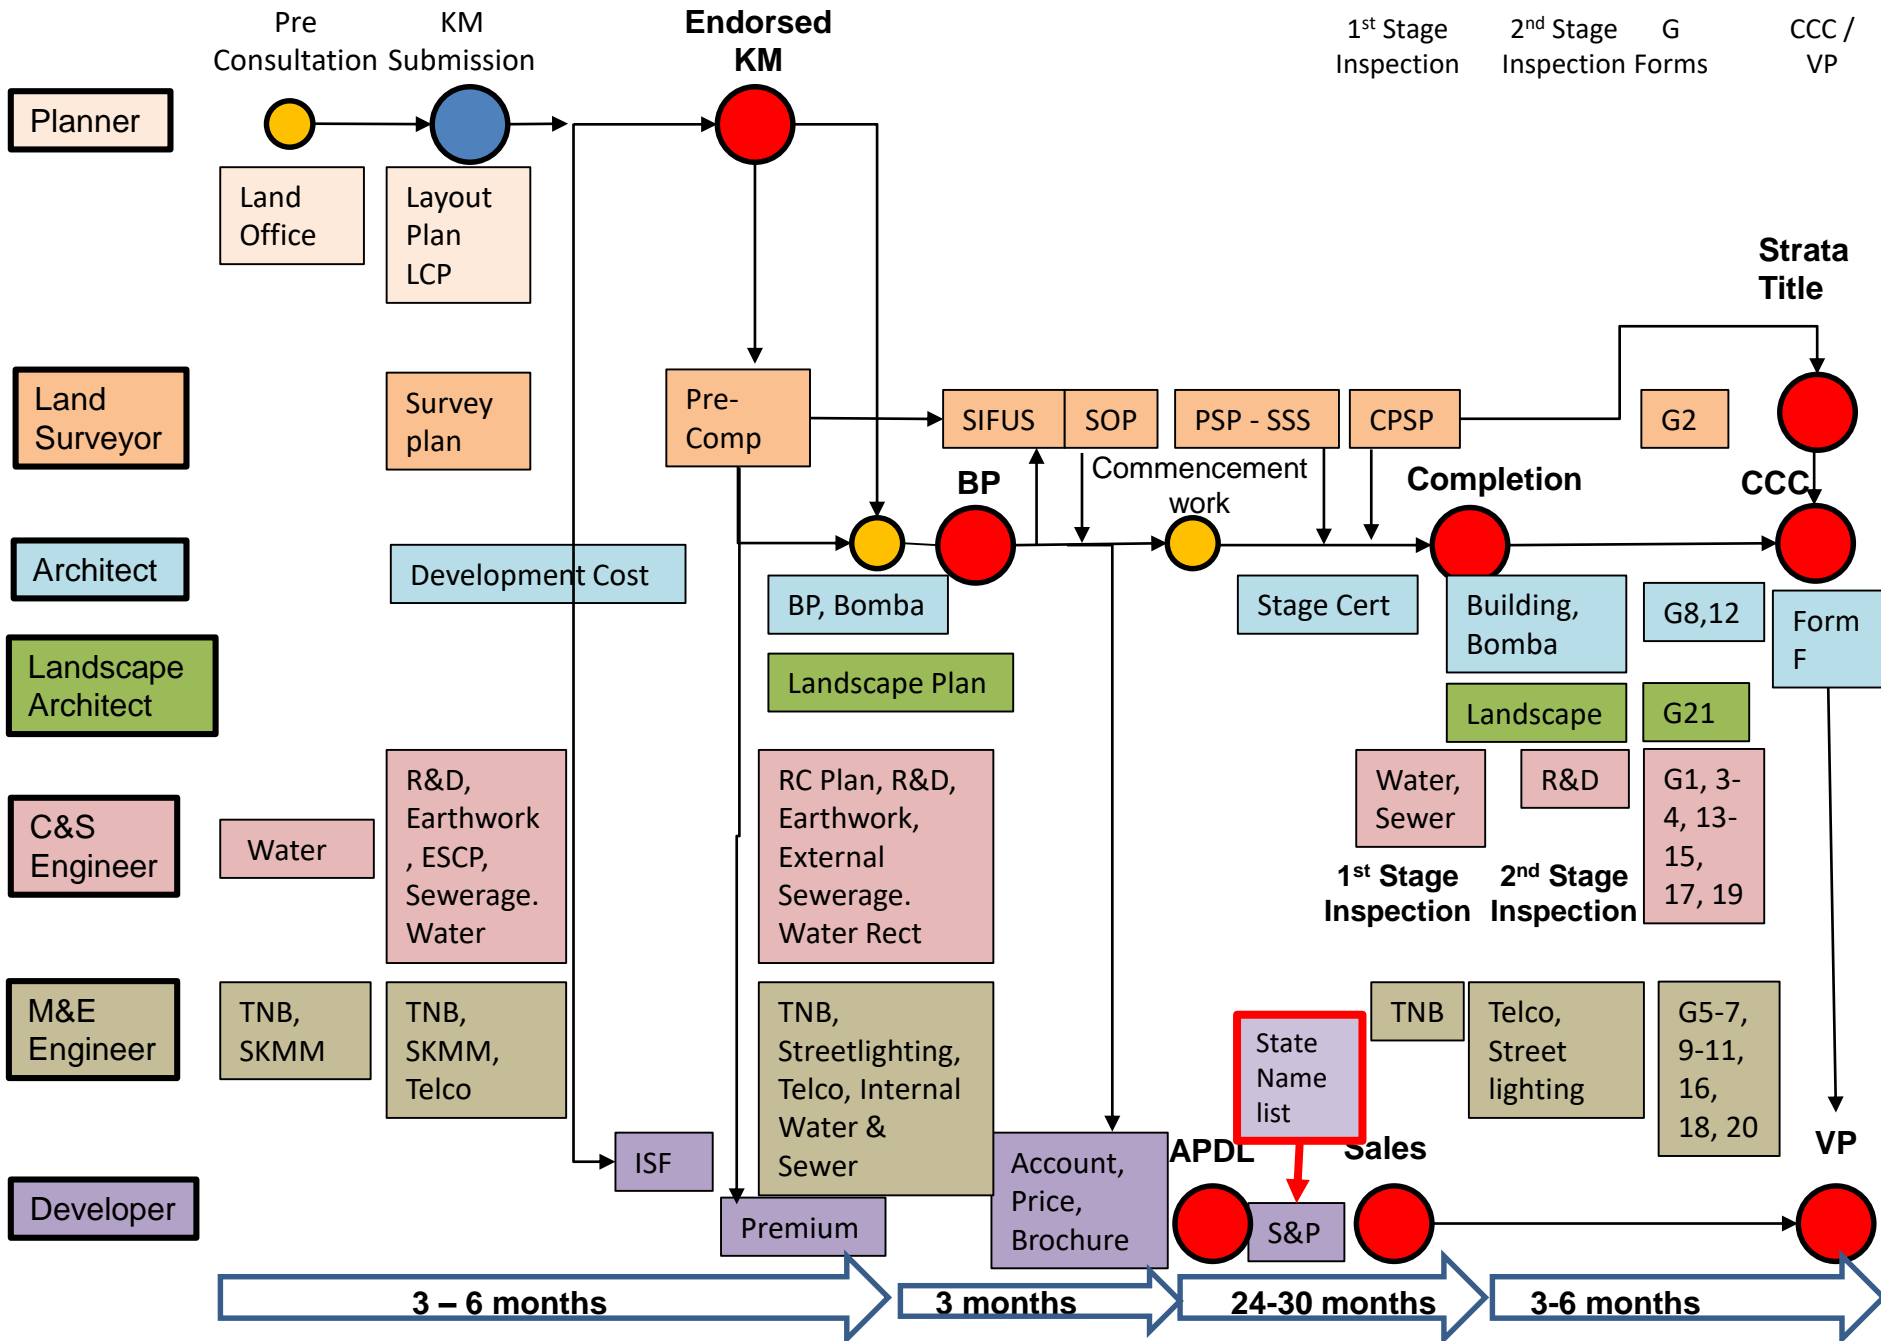 Pre
Consultation
KM
Submission
Endorsed
KM
1st Stage
Inspection
2nd Stage
Inspection
G
Forms
CCC /
VP
Planner
Land
Office
Layout
Plan
LCP
Strata
Title
Land
Surveyor
Survey
plan
Pre-
Comp
SIFUS
SOP
PSP - SSS
CPSP
G2
BP
Commencement
work
Completion
CCC
Architect
Development Cost
BP, Bomba
Stage Cert
Building,
Bomba
G8,12
Form
F
Landscape
Architect
Landscape Plan
Landscape
G21
C&S
Engineer
Water
R&D,
Earthwork
, ESCP,
Sewerage.
Water
RC Plan, R&D,
Earthwork,
External
Sewerage.
Water Rect
Water,
Sewer
R&D
G1, 3-
4, 13-
15,
17, 19
1st Stage
Inspection
2nd Stage
Inspection
M&E
Engineer
TNB,
SKMM
TNB,
SKMM,
Telco
TNB,
Streetlighting,
Telco, Internal
Water &
Sewer
State
Name
list
TNB
Telco,
Street
lighting
G5-7,
9-11,
16,
18, 20
Developer
ISF
Premium
Account,
Price,
Brochure
APDL
S&P
Sales
VP
3 – 6 months
3 months
24-30 months
3-6 months